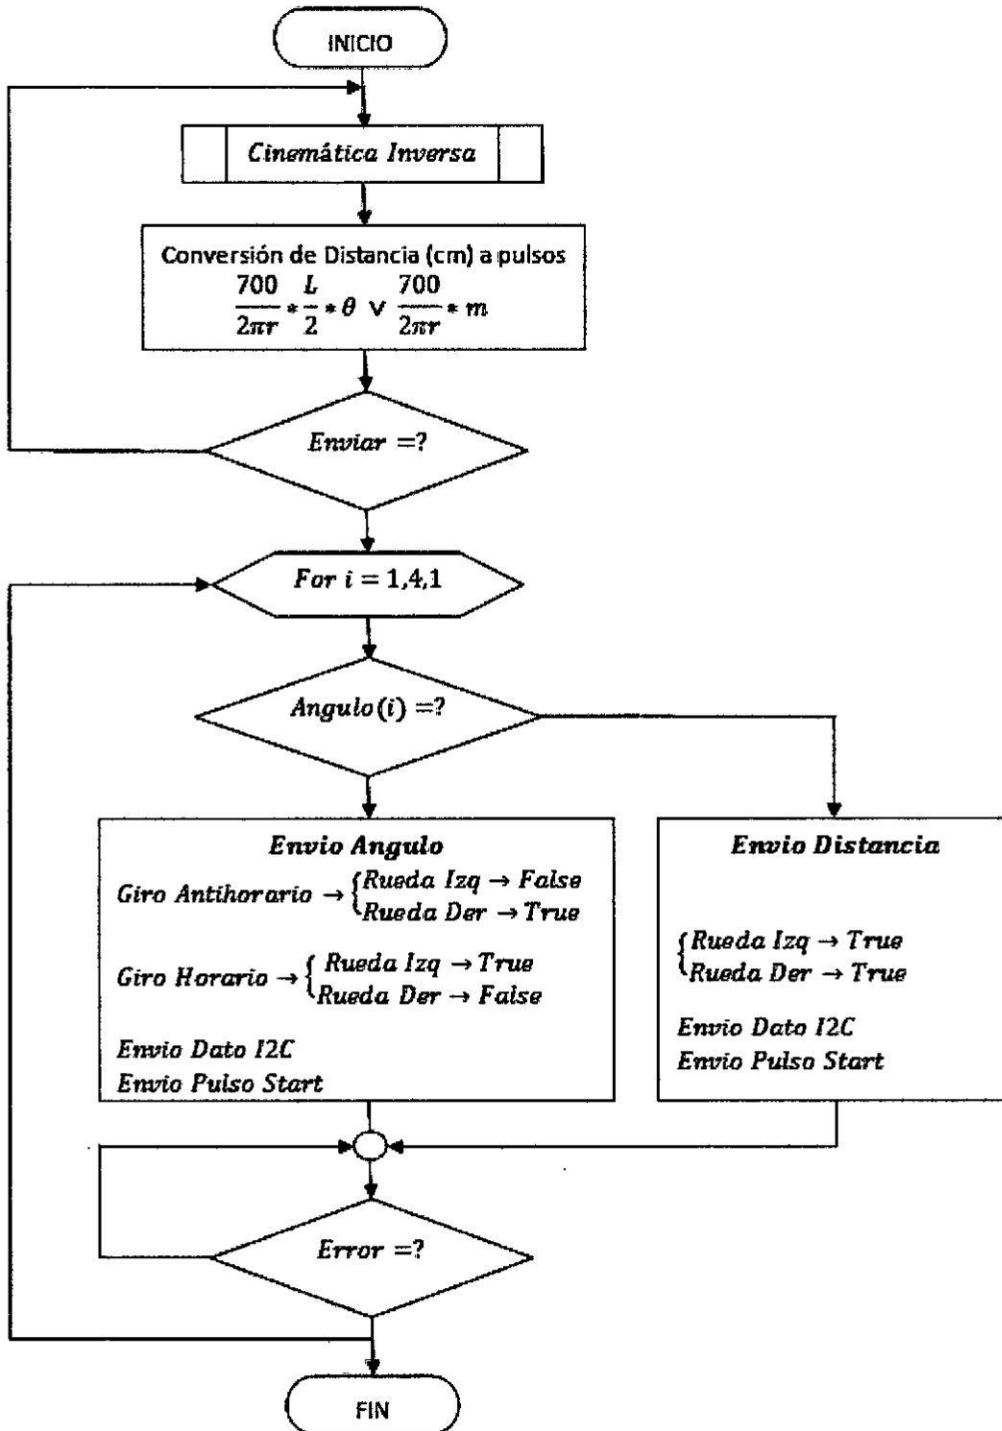 INICIO
Cinemática Inversa
Conversión de Distancia (cm) a pulsos
700/2πr * L/2 * θ ∨ 700/2πr * m
Enviar =?
For i = 1,4,1
Angulo(i) =?
Envio Angulo
Giro Antihorario → {Rueda Izq → False
Rueda Der → True
Giro Horario → { Rueda Izq → True
Rueda Der → False
Envio Dato I2C
Envio Pulso Start
Envio Distancia
{Rueda Izq → True
Rueda Der → True
Envio Dato I2C
Envio Pulso Start
Error =?
FIN